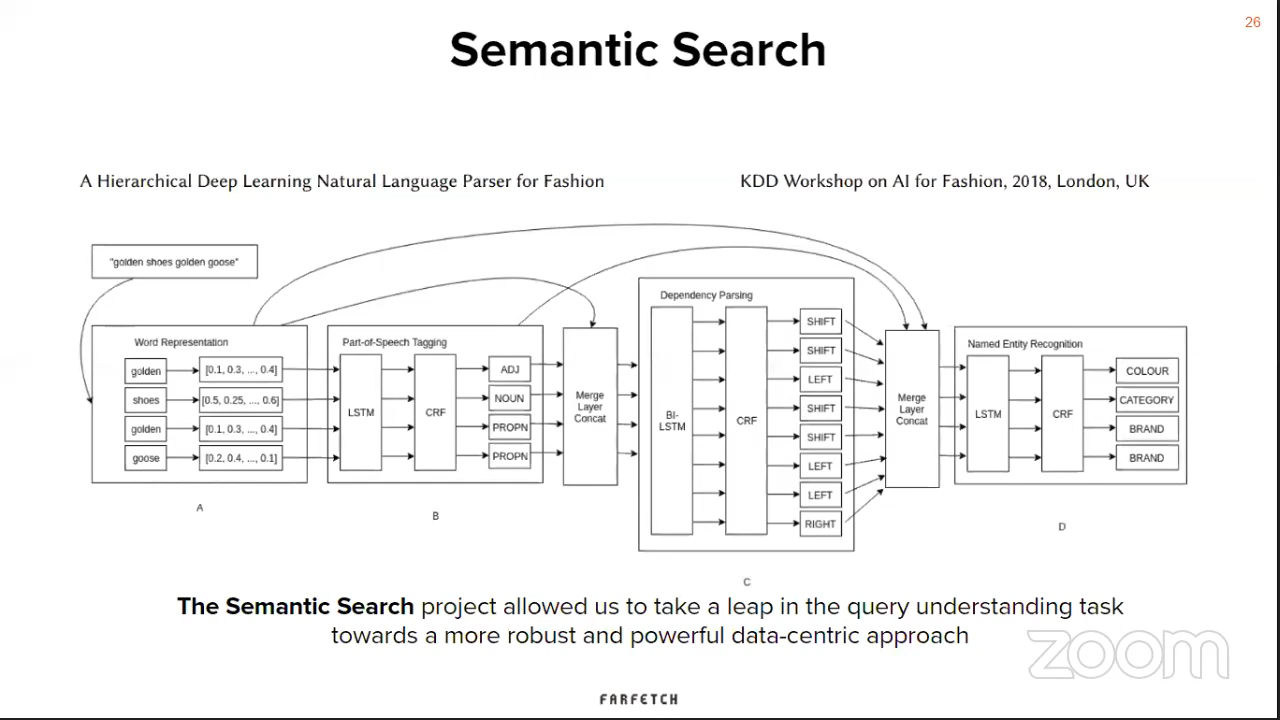 26
Semantic Search
A Hierarchical Deep Learning Natural Language Parser for Fashion
KDD Workshop on AI for Fashion, 2018, London, UK
"golden shoes golden goose"
Word Representation
golden
[0.1, 0.3, ..., 0.4]
shoes
[0.5, 0.25, ..., 0.6]
golden
[0.1, 0.3, ..., 0.4]
goose
[0.2, 0.4, ..., 0.1]
A
Part-of-Speech Tagging
LSTM
CRF
ADJ
NOUN
PROPN
PROPN
B
Merge
Layer
Concat
Dependency Parsing
BI-
LSTM
CRF
SHIFT
SHIFT
LEFT
SHIFT
SHIFT
LEFT
LEFT
RIGHT
C
Merge
Layer
Concat
Named Entity Recognition
LSTM
CRF
COLOUR
CATEGORY
BRAND
BRAND
D
The Semantic Search project allowed us to take a leap in the query understanding task
towards a more robust and powerful data-centric approach
zoom
FARFETCH